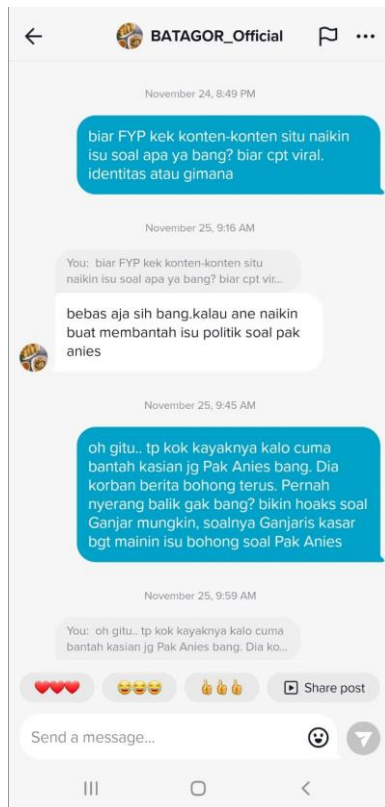 BATAGOR_Official
November 24, 8:49 PM
biar FYP kek konten-konten situ naikin
isu soal apa ya bang? biar cpt viral.
identitas atau gimana
November 25, 9:16 AM
You: biar FYP kek konten-konten situ
naikin isu soal apa ya bang? biar cpt vir...
bebas aja sih bang.kalau ane naikin
buat membantah isu politik soal pak
anies
November 25, 9:45 AM
oh gitu.. tp kok kayaknya kalo cuma
bantah kasian jg Pak Anies bang. Dia
korban berita bohong terus. Pernah
nyerang balik gak bang? bikin hoaks soal
Ganjar mungkin, soalnya Ganjaris kasar
bgt mainin isu bohong soal Pak Anies
November 25, 9:59 AM
You: oh gitu.. tp kok kayaknya kalo cuma
bantah kasian jg Pak Anies bang. Dia ko...
Share post
Send a message...